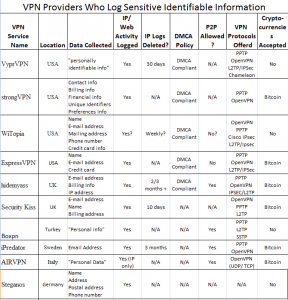 VPN Providers Who Log Sensitive Identifiable Information
VPN Service Name | Location | Data Collected | IP/ Web Activity Logged | IP Logs Deleted? | DMCA Policy | P2P Allowed ? | VPN Protocols Offerd | Crypto-currencies Accepted
VyprVPN | USA | "personally identifiable info" | Yes | 30 days | DMCA Compliant | N/A | PPTP OpenVPN L2TP/IPSec Chameleon | No
strongVPN | USA | Contact info Billing info Financial info Unique Identifiers Preferences info | Yes | N/A | DMCA Compliant | N/A | PPTP OpenVPN | Bitcoin
WiTopia | USA | Name E-mail address Mailing address Phone number Credit card info | Yes? | Weekly? | DMCA Compliant | No? | PPTP Cisco IPsec L2TP/Ipsec | No
ExpressVPN | USA | Name E-mail address Credit card | Yes | N/A | DMCA Compliant | No | PPTP OpenVPN L2TP/IPSec | Bitcoin
hidemyass | UK | E-mail address Billing info IP address | Yes | 2/3 months + | DMCA Compliant | Yes | PPTP OpenVPN IPSEC/L2TP | Bitcoin
Security Kiss | UK | E-mail address Name Billing address | Yes | 10 days | N/A | N/A | OpenVPN PPTP L2TP | Bitcoin
Boxpn | Turkey | "Personal info" | Yes | N/A | N/A | Yes | PPTP L2TP SSTP | No
iPredator | Sweden | Email Address | Yes | 3 months | N/A | Yes | PPTP OpenVPN | Bitcoin
AIRVPN | Italy | "Personal Data" | Yes (IP only) | N/A | N/A | Yes | OpenVPN (UDP/ TCP) | Bitcoin
Steganos | Germany | Name Address Postal address Phone number | Yes | N/A | N/A | N/A | N/A | No